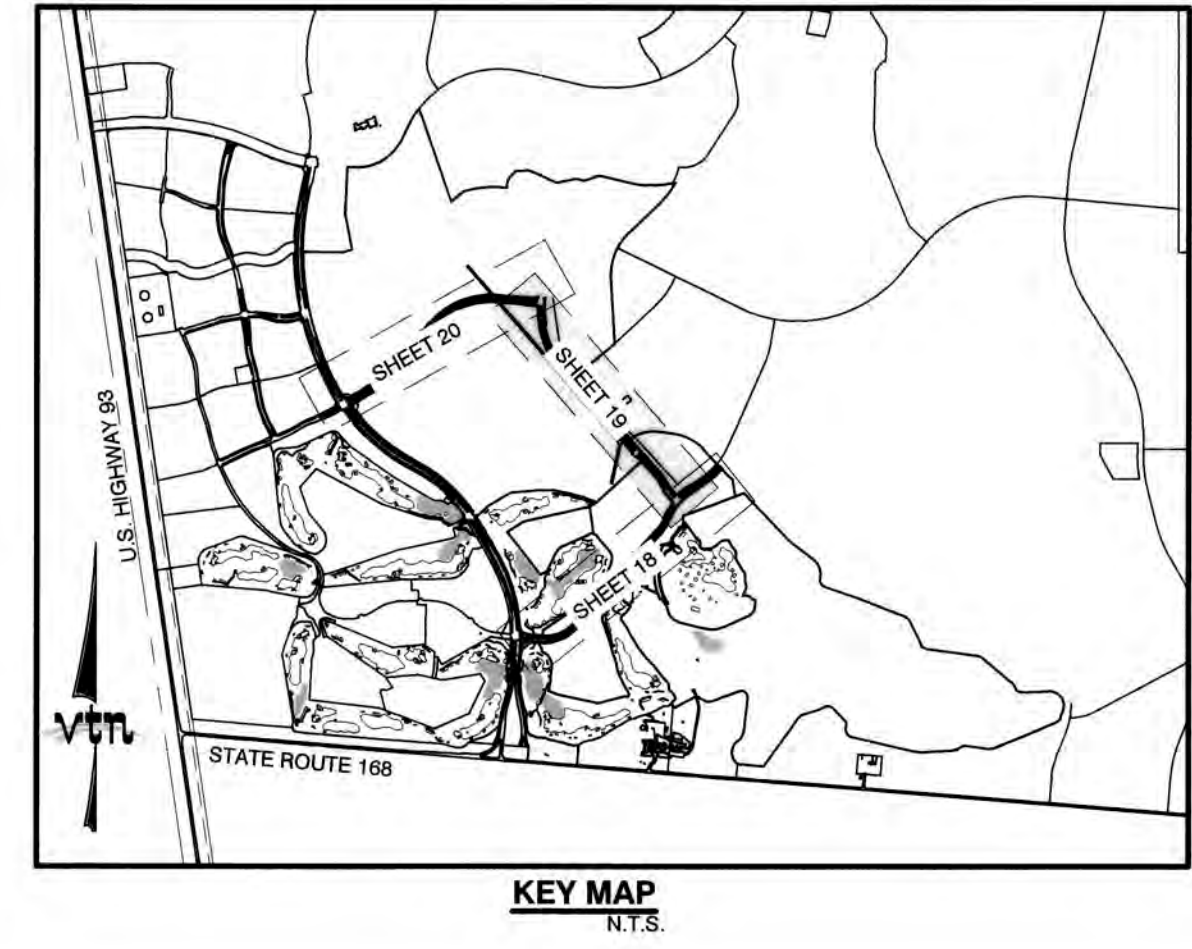 SHEET 20
SHEET 19
U.S. HIGHWAY 93
SHEET 18
vtn
STATE ROUTE 168
KEY MAP
N.T.S.